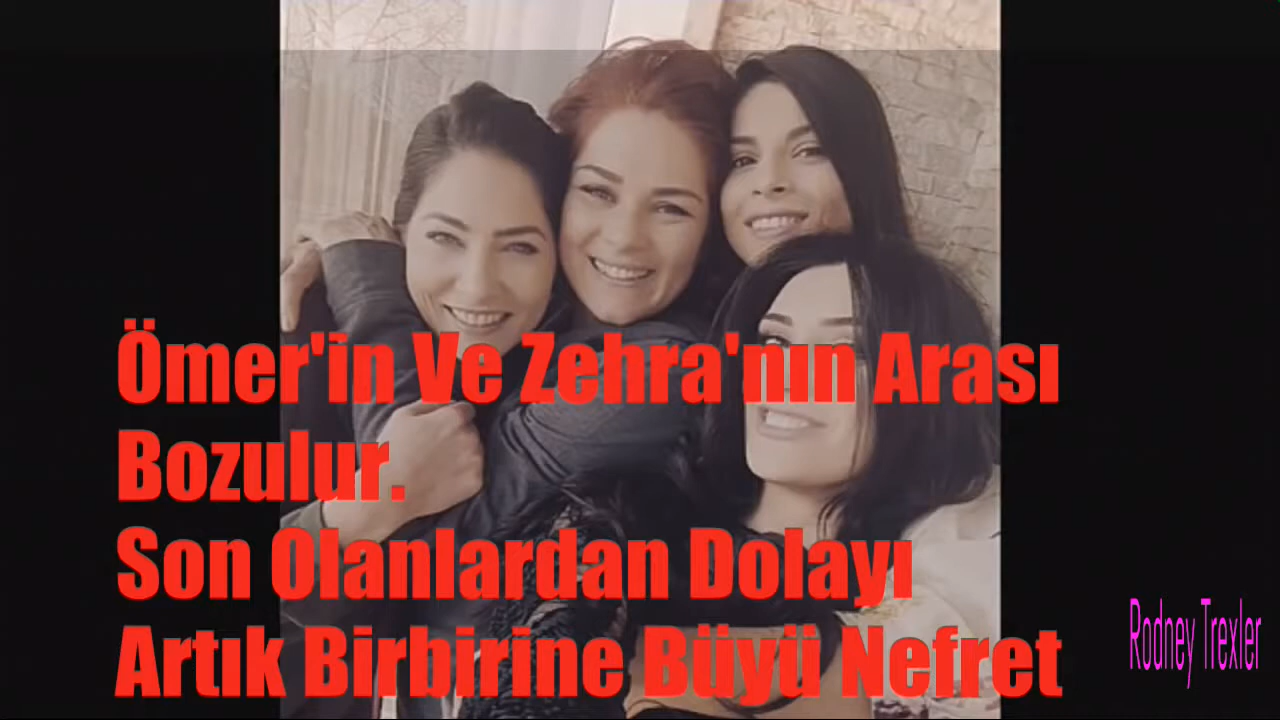 Ömer'in Ve Zehra'nın Arası
Bozulur.
Son Olanlardan Dolayı
Artık Birbirine Büyü Nefret
Rodney Trexler